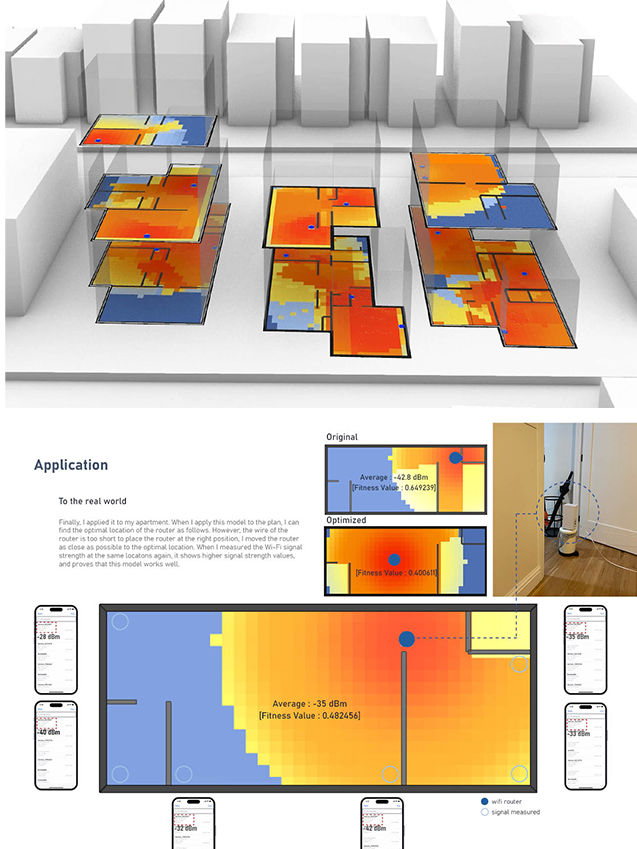 Original
Application
Average : -42.8 dBm
[Fitness Value : 0.649239]
To the real world
Optimized
Finally, I applied it to my apartment. When I apply this model to the plan, I can
find the optimal location of the router as follows. However, the wire of the
router is too short to place the router at the right position, I moved the router
as close as possible to the optimal location. When I measured the Wi-Fi signal
strength at the same locatons again, it shows higher signal strength values,
and proves that this model works well.
[Fitness Value : 0.400611]
-28 dBm
-35 dBm
-40 dBm
-33 dBm
Average : -35 dBm
[Fitness Value : 0.482456]
wifi router
signal measured
-32 dBm
-42 dBm